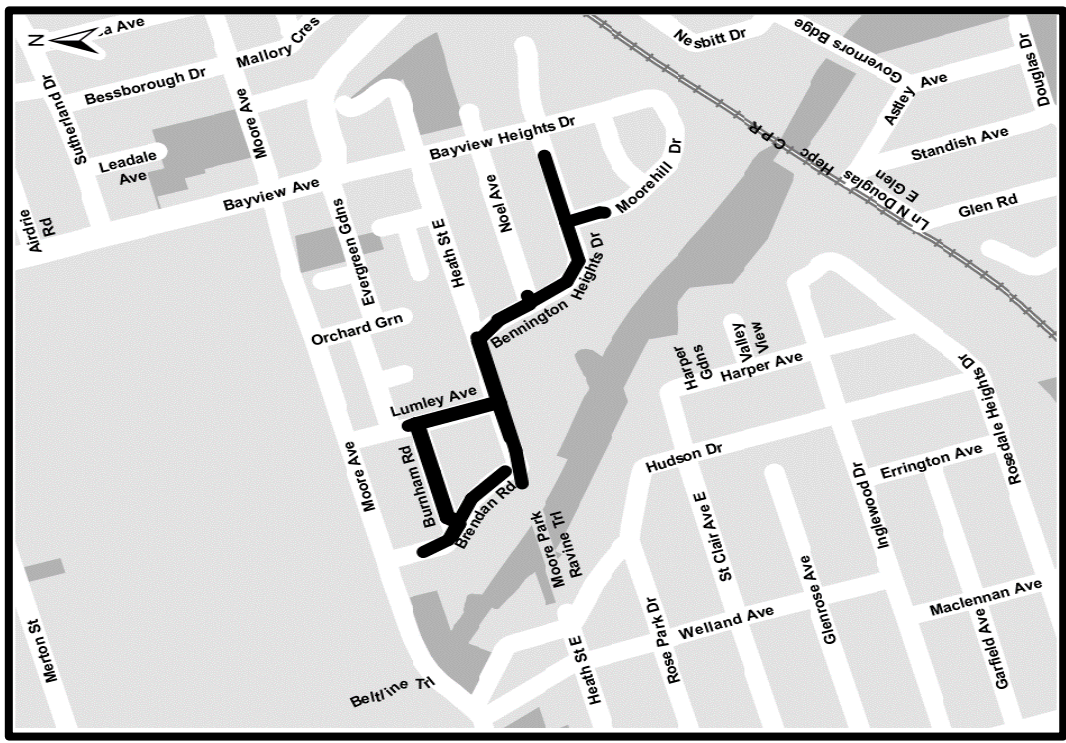 N
a Ave
Sutherland Dr
Bessborough Dr
Mallory Cres
Moore Ave
Leadale
Ave
Airdrie
Rd
Bayview Ave
Bayview Heights Dr
Evergreen Gdns
Heath St E
Noel Ave
Moorehill Dr
Bennington Heights Dr
Orchard Grn
Lumley Ave
Moore Ave
Burnham Rd
Brendan Rd
Moore Park
Ravine Trl
Merton St
Beltline Trl
Nesbitt Dr
Governors Bdge
Douglas Dr
Astley Ave
Standish Ave
Hepc CPR
E Glen
Ln N Douglas
Glen Rd
Harper
Gdns
Valley
View
Harper Ave
Hudson Dr
Rosedale Heights Dr
Errington Ave
Inglewood Dr
St Clair Ave E
Glenrose Ave
Welland Ave
Rose Park Dr
Heath St E
Maclennan Ave
Garfield Ave